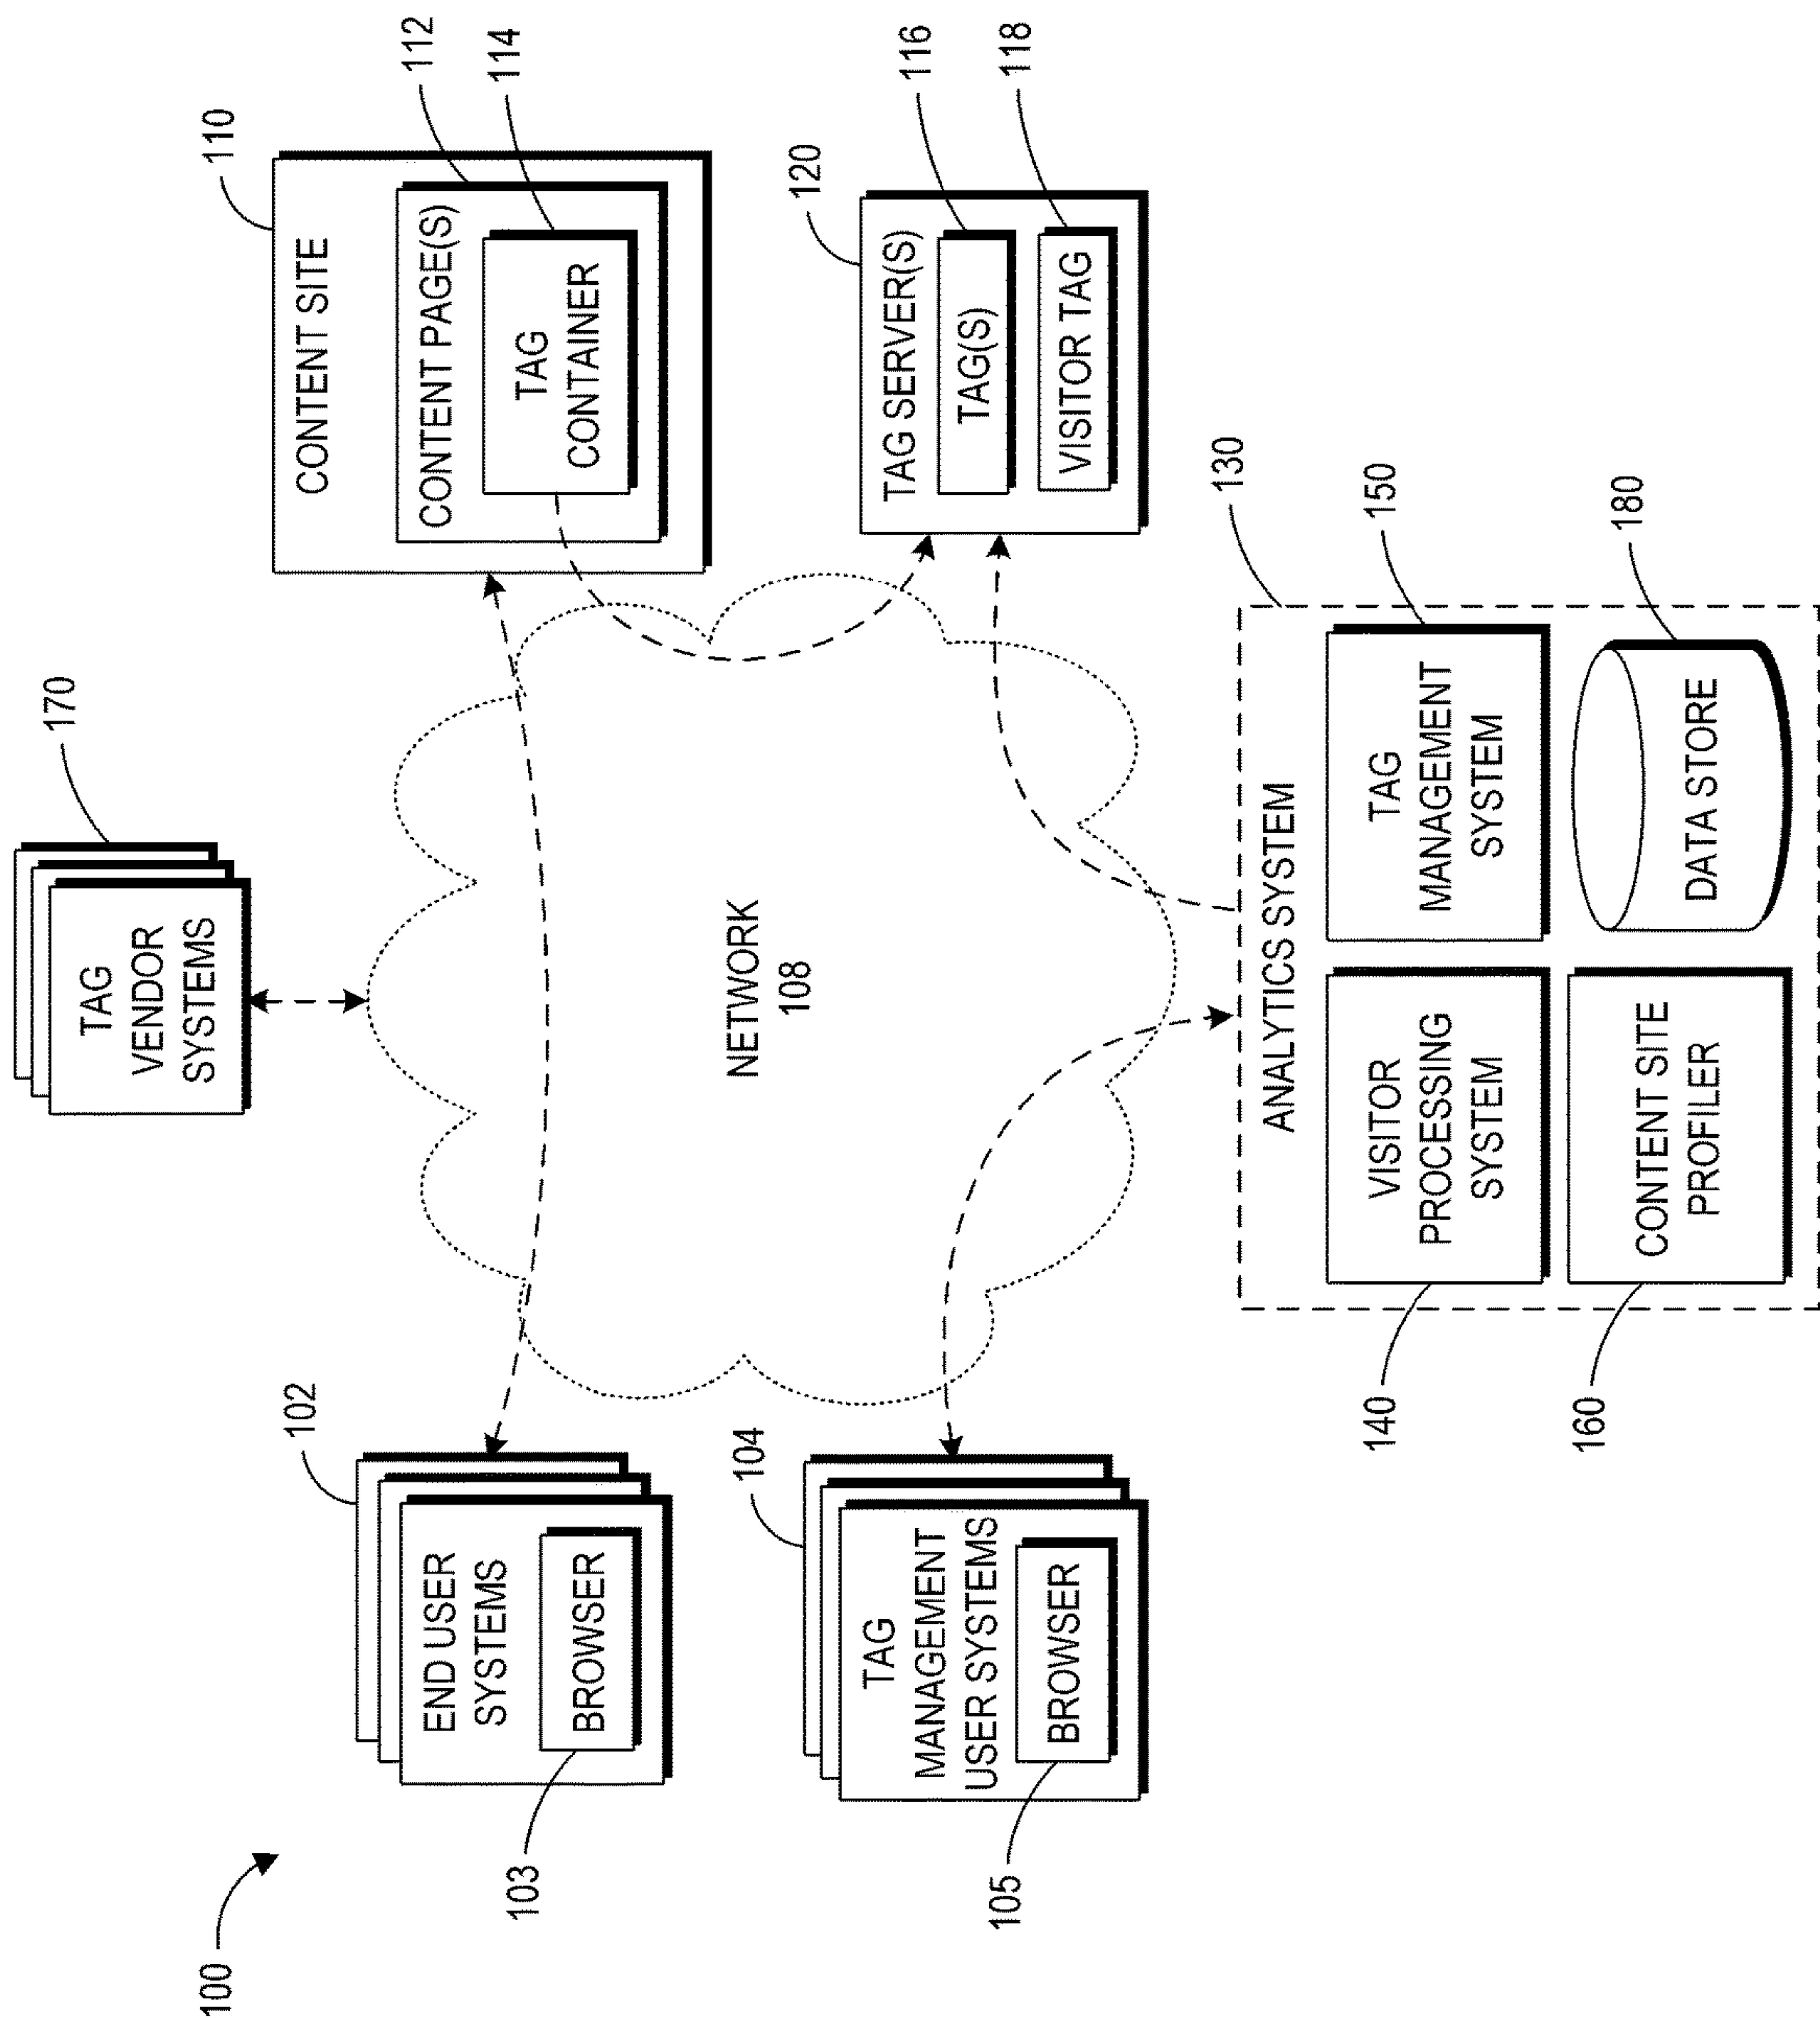 100
102
END USER
SYSTEMS
BROWSER
103
104
TAG
MANAGEMENT
USER SYSTEMS
BROWSER
105
170
TAG
VENDOR
SYSTEMS
NETWORK
108
110
CONTENT SITE
112
CONTENT PAGE(S)
114
TAG
CONTAINER
120
TAG SERVER(S)
116
TAG(S)
118
VISITOR TAG
130
ANALYTICS SYSTEM
140
VISITOR
PROCESSING
SYSTEM
150
TAG
MANAGEMENT
SYSTEM
160
CONTENT SITE
PROFILER
180
DATA STORE